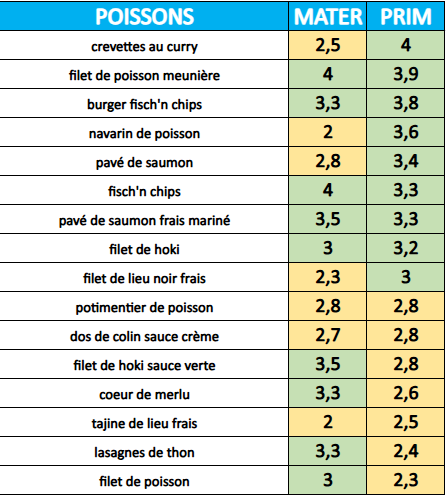 POISSONS MATER PRIM
crevettes au curry 2,5 4
filet de poisson meunière 4 3,9
burger fisch'n chips 3,3 3,8
navarin de poisson 2 3,6
pavé de saumon 2,8 3,4
fisch'n chips 4 3,3
pavé de saumon frais mariné 3,5 3,3
filet de hoki 3 3,2
filet de lieu noir frais 2,3 3
potimentier de poisson 2,8 2,8
dos de colin sauce crème 2,7 2,8
filet de hoki sauce verte 3,5 2,8
coeur de merlu 3,3 2,6
tajine de lieu frais 2 2,5
lasagnes de thon 3,3 2,4
filet de poisson 3 2,3